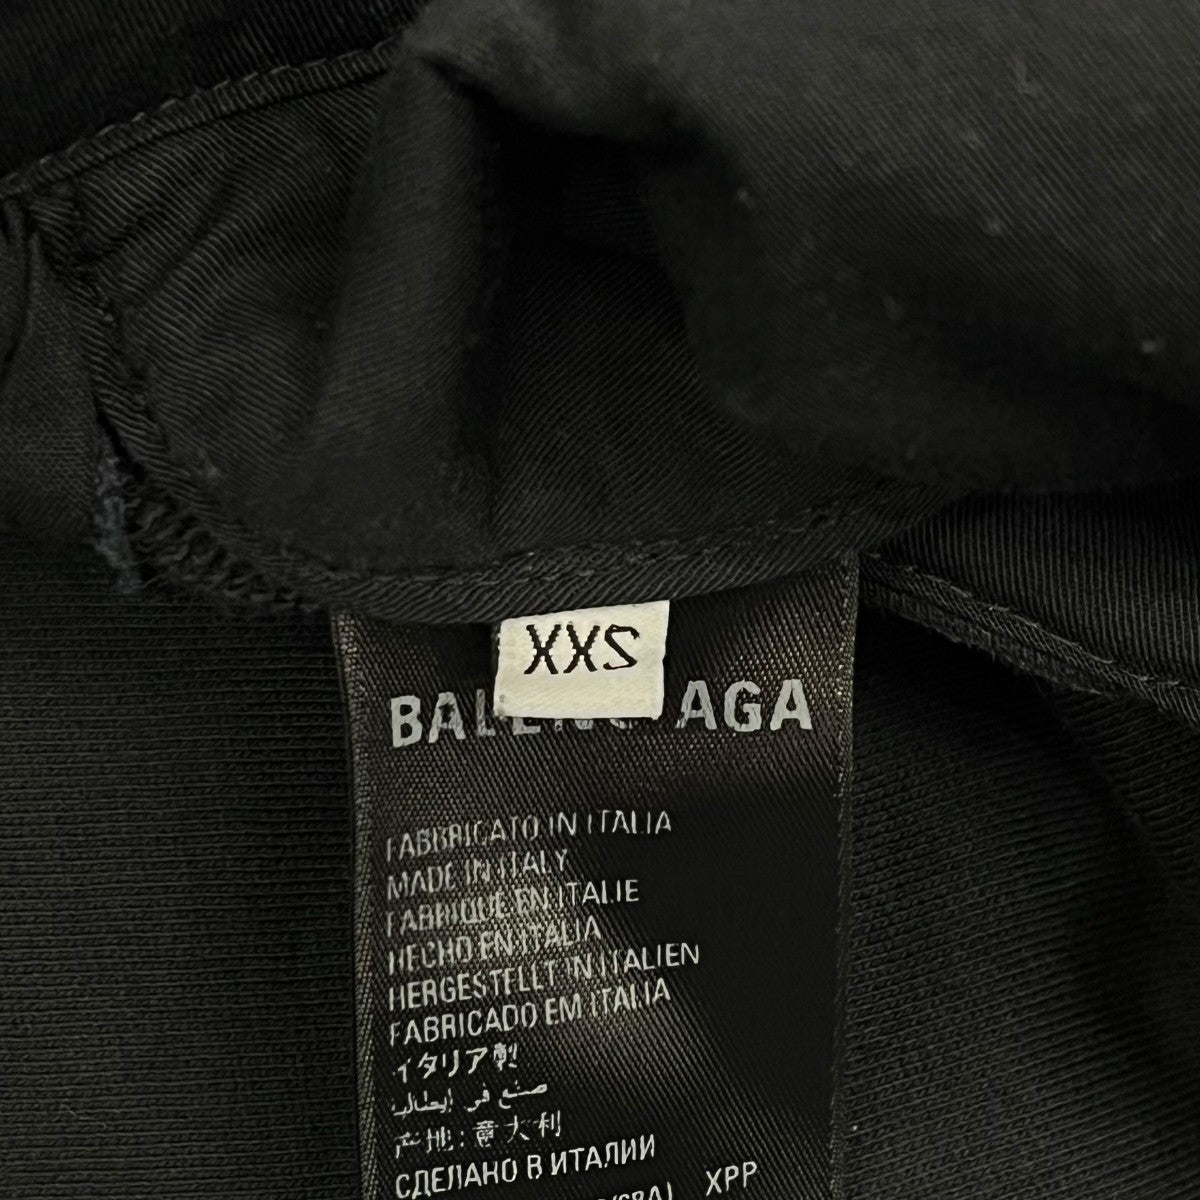 XXS
BALENCIAGA
FABBRICATO IN ITALIA
MADE IN ITALY
FABRIQUÉ EN ITALIE
HECHO EN ITALIA
HERGESTELLT IN ITALIEN
FABRICADO EM ITALIA
イタリア製
صنع في إيطاليا
产地:意大利
СДЕЛАНО В ИТАЛИИ
XPP